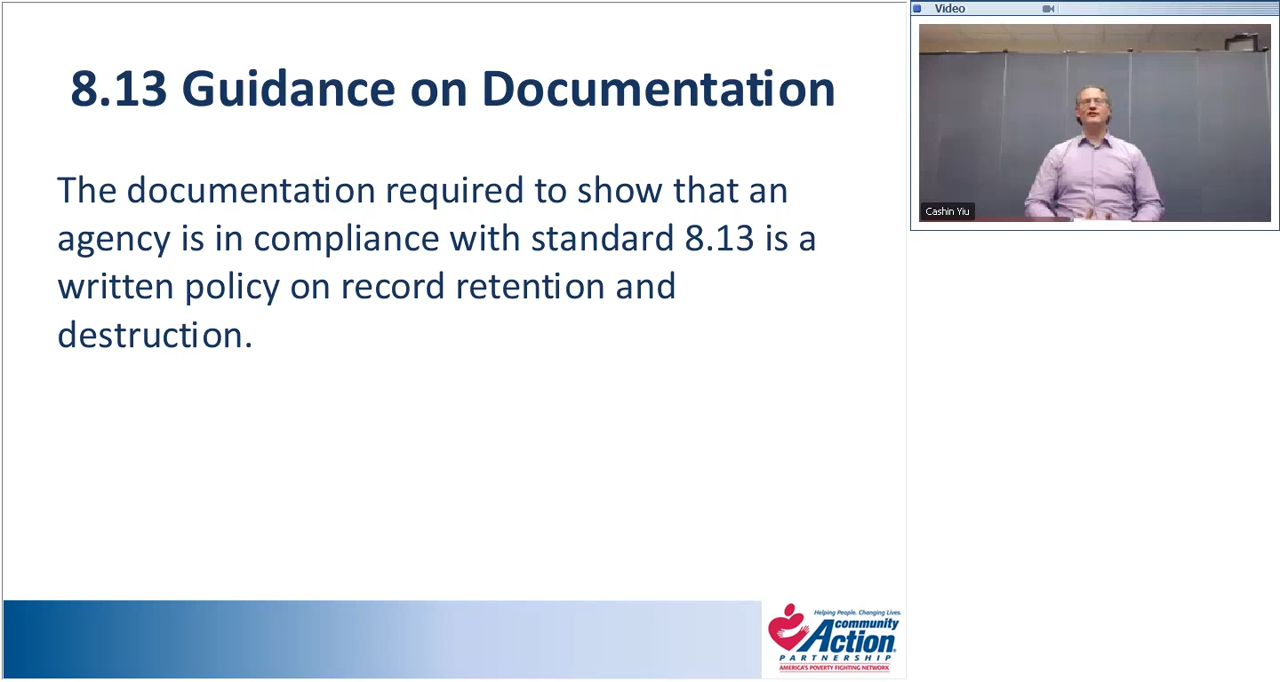 8.13 Guidance on Documentation
The documentation required to show that an
agency is in compliance with standard 8.13 is a
written policy on record retention and
destruction.
Helping People. Changing Lives.
community
Action
PARTNERSHIP
AMERICA'S POVERTY FIGHTING NETWORK
Video
Cashin Yiu